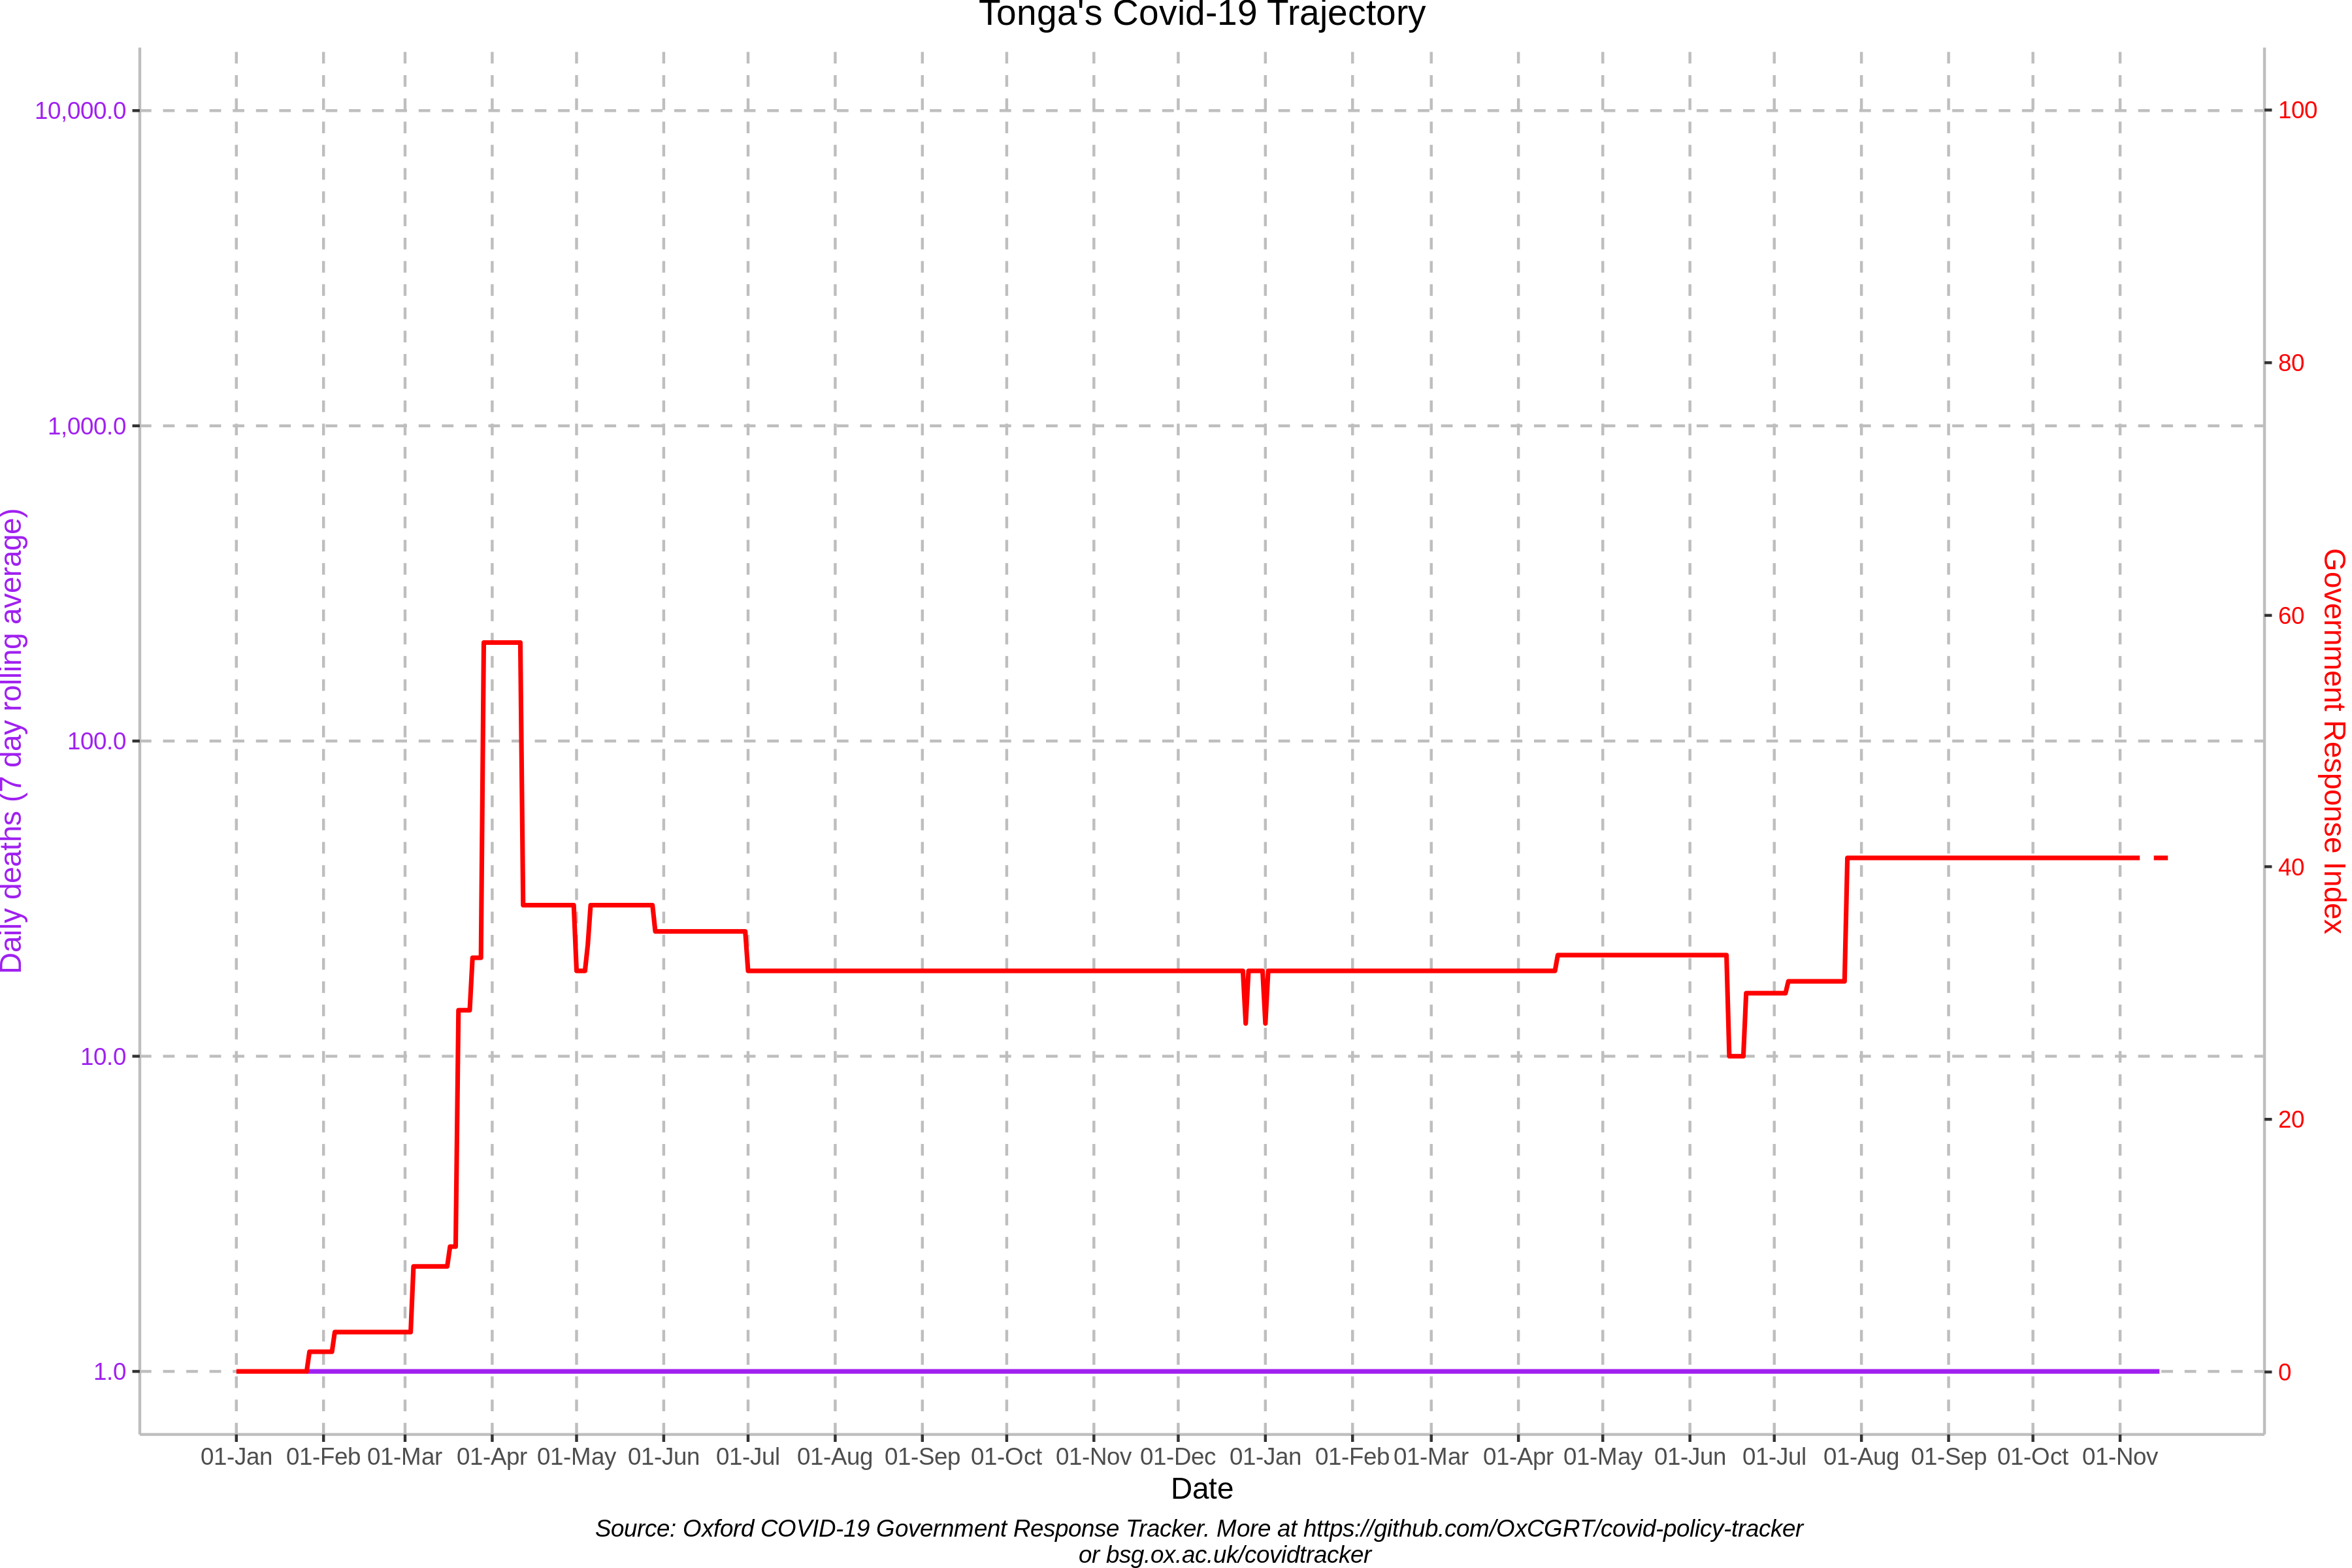 Tonga's Covid-19 Trajectory
10,000.0
1,000.0
100.0
10.0
1.0
Daily deaths (7 day rolling average)
100
80
60
40
20
0
Government Response Index
01-Jan 01-Feb 01-Mar 01-Apr 01-May 01-Jun 01-Jul 01-Aug 01-Sep 01-Oct 01-Nov 01-Dec 01-Jan 01-Feb 01-Mar 01-Apr 01-May 01-Jun 01-Jul 01-Aug 01-Sep 01-Oct 01-Nov
Date
Source: Oxford COVID-19 Government Response Tracker. More at https://github.com/OxCGRT/covid-policy-tracker
or bsg.ox.ac.uk/covidtracker